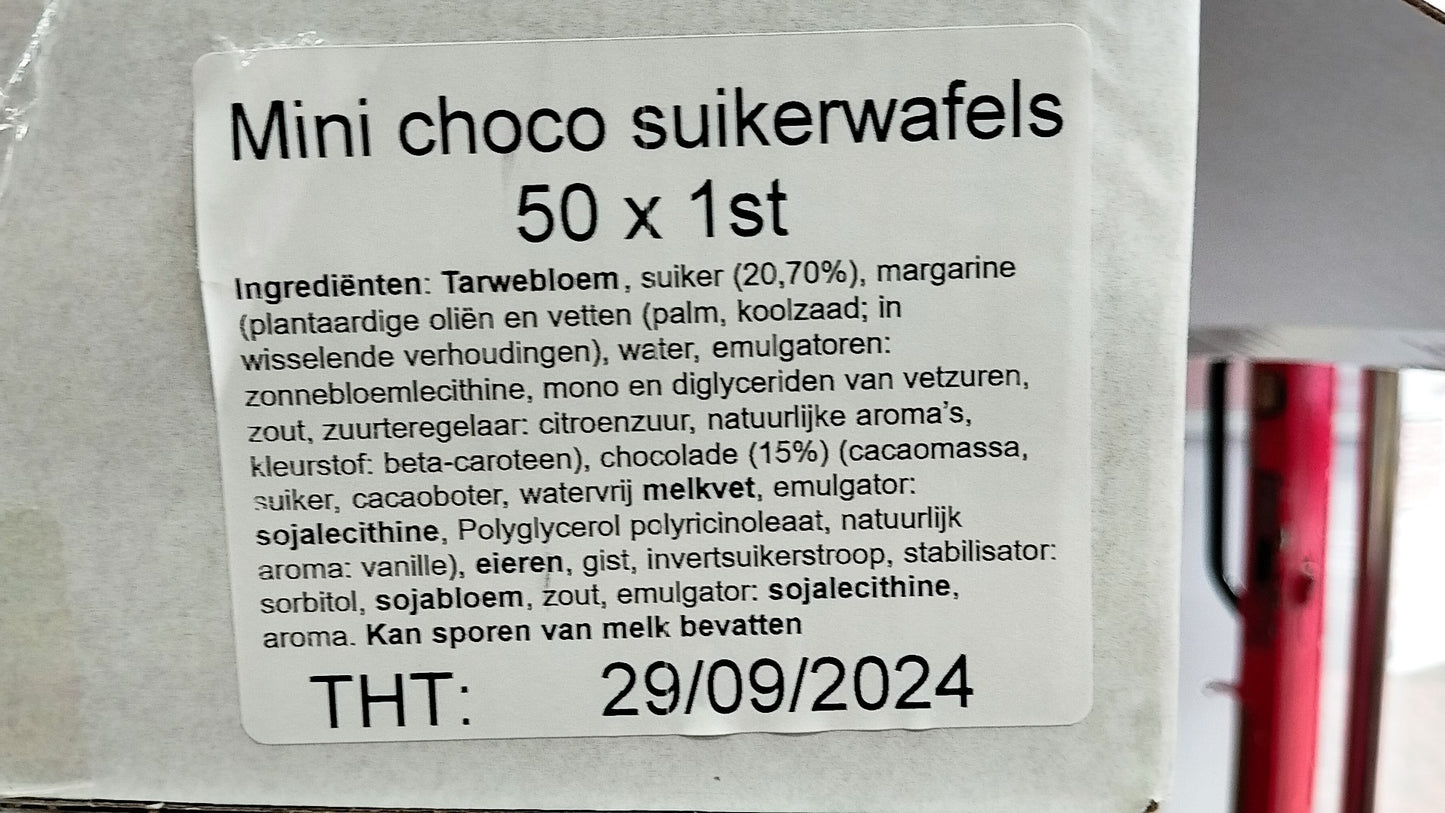 Mini choco suikerwafels
50 x 1st
Ingrediënten: Tarwebloem, suiker (20,70%), margarine
(plantaardige oliën en vetten (palm, koolzaad; in
wisselende verhoudingen), water, emulgatoren:
zonnebloemlecithine, mono en diglyceriden van vetzuren,
zout, zuurteregelaar: citroenzuur, natuurlijke aroma's,
kleurstof: beta-caroteen), chocolade (15%) (cacaomassa,
suiker, cacaoboter, watervrij melkvet, emulgator:
sojalecithine, Polyglycerol polyricinoleaat, natuurlijk
aroma: vanille), eieren, gist, invertsuikerstroop, stabilisator:
sorbitol, sojabloem, zout, emulgator: sojalecithine,
aroma. Kan sporen van melk bevatten
THT: 29/09/2024